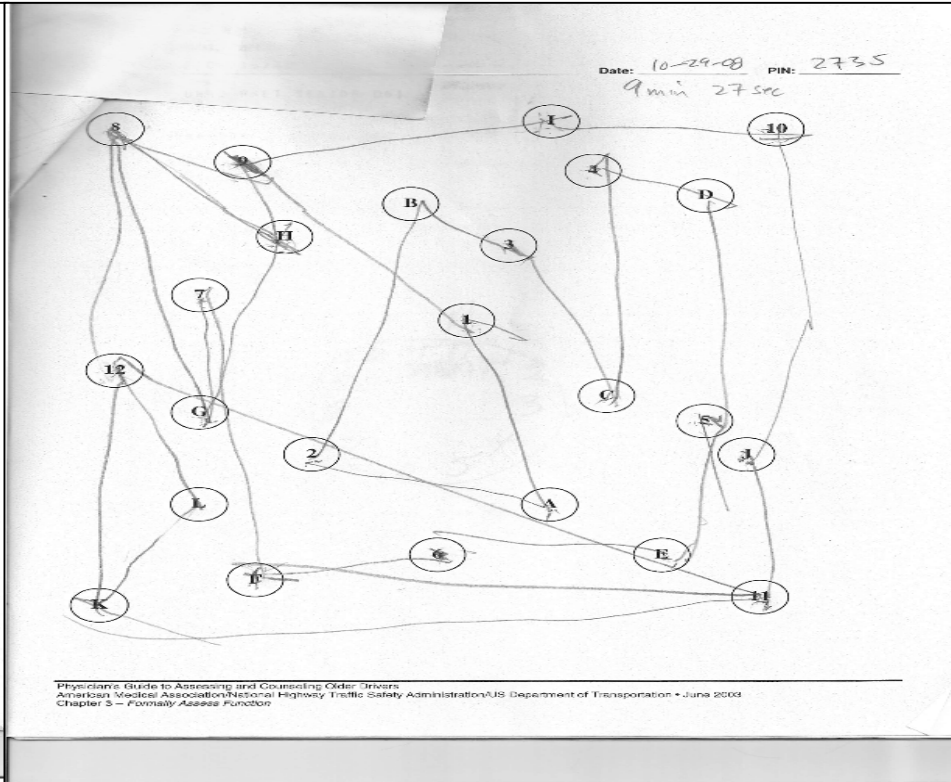 Date: 10-29-08 PIN: 2735
9 min 27 sec
8 9 I 10
4 D
B
H 3
7
1
12 C
G 5
2 J
L A
6 E
F
K 11
Physician's Guide to Assessing and Counseling Older Drivers
American Medical Association/National Highway Traffic Safety Administration/US Department of Transportation • June 2003
Chapter 3 – Formally Assess Function